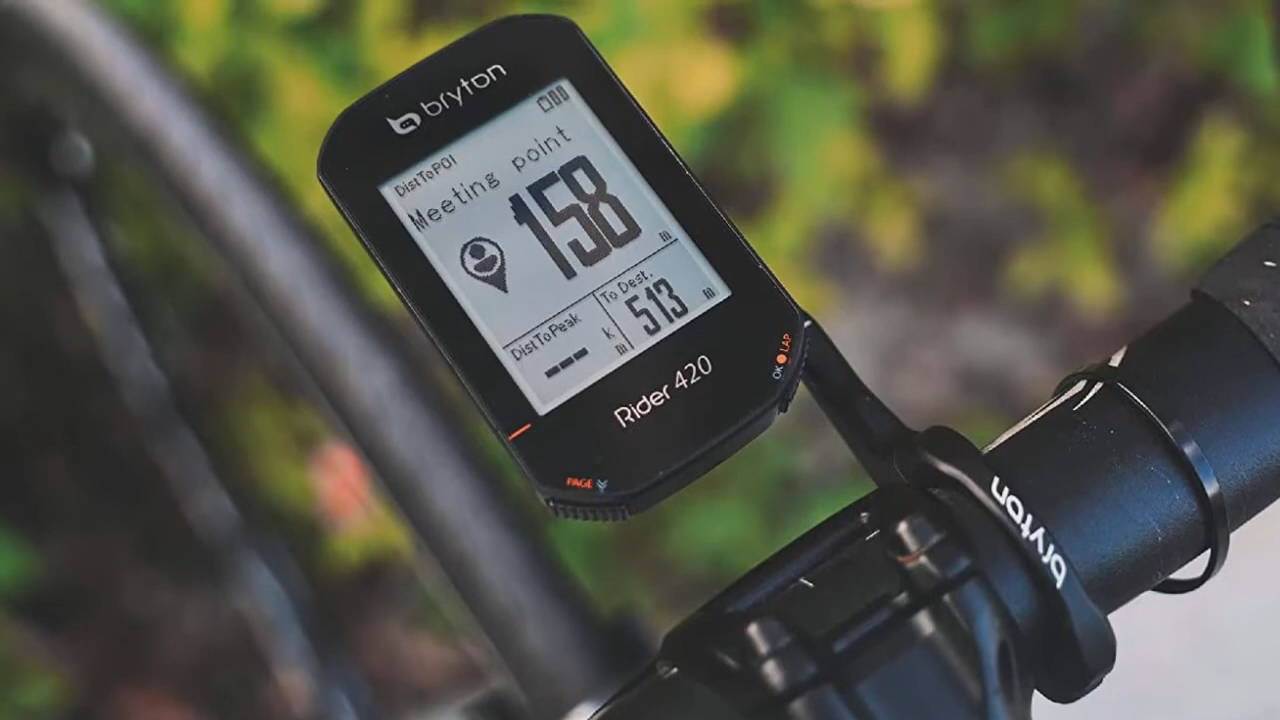 bryton
DistToPOI
Meeting point
158
m
DistToPeak
---
k
m
To Dest.
513
m
Rider 420
OK LAP
PAGE
bryton